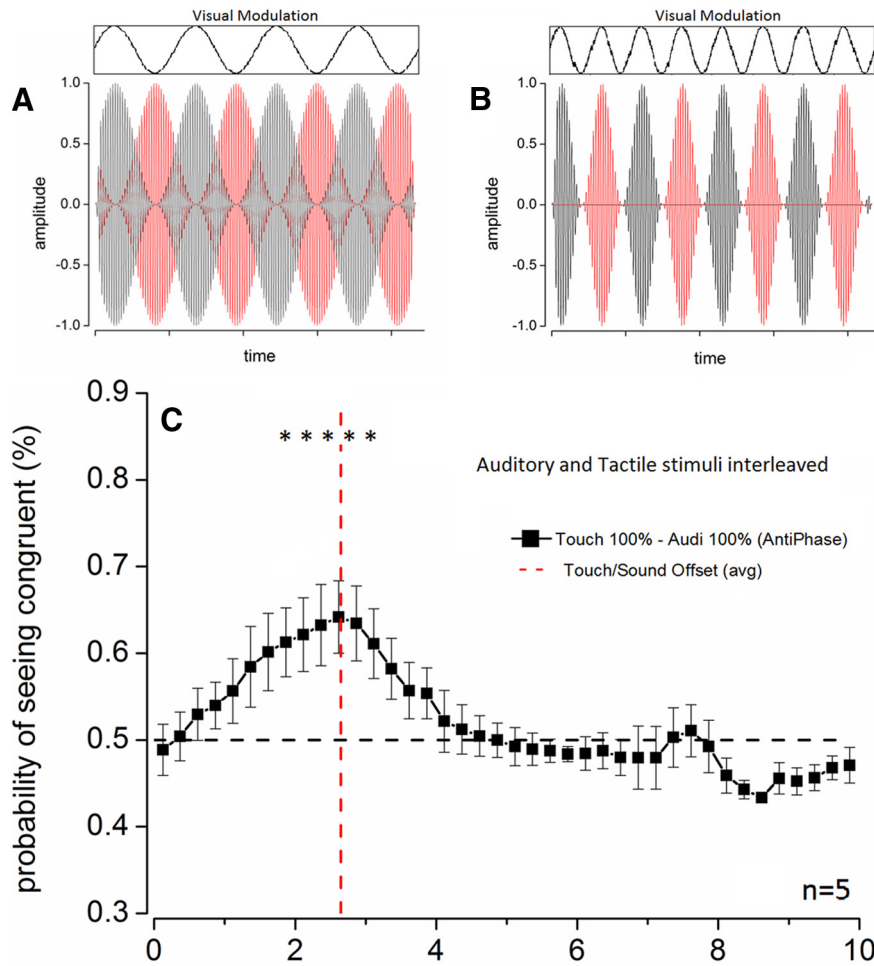 Visual Modulation
Visual Modulation
A
B
1.0
0.5
0.0
-0.5
-1.0
amplitude
time
1.0
0.5
0.0
-0.5
-1.0
amplitude
time
C
* * * * *
Auditory and Tactile stimuli interleaved
Touch 100% - Audi 100% (AntiPhase)
Touch/Sound Offset (avg)
probability of seeing congruent (%)
0.9
0.8
0.7
0.6
0.5
0.4
0.3
n=5
0 2 4 6 8 10